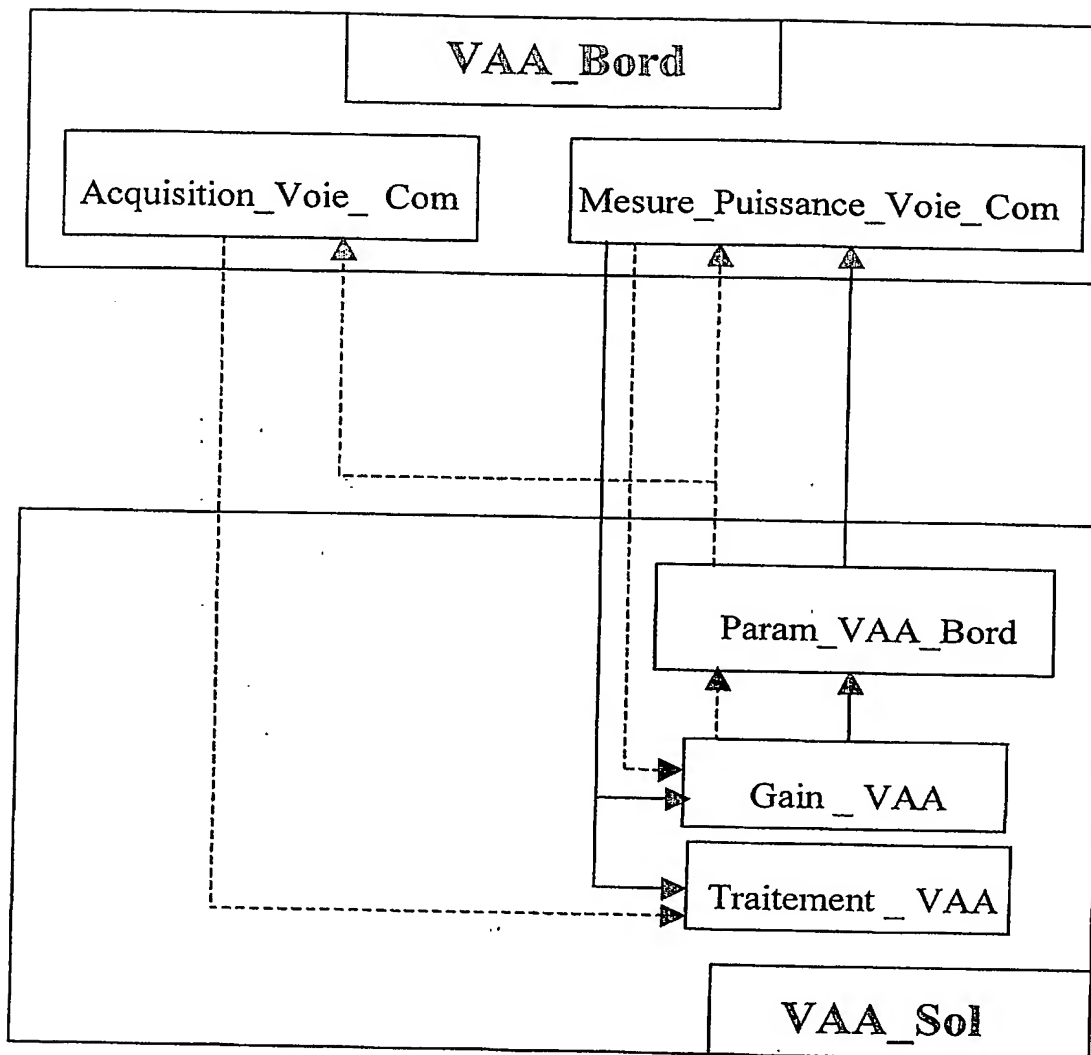 VAA_Bord
Acquisition_Voie_ Com
Mesure_Puissance_Voie_Com
Param_VAA_Bord
Gain _ VAA
Traitement _ VAA
VAA_Sol